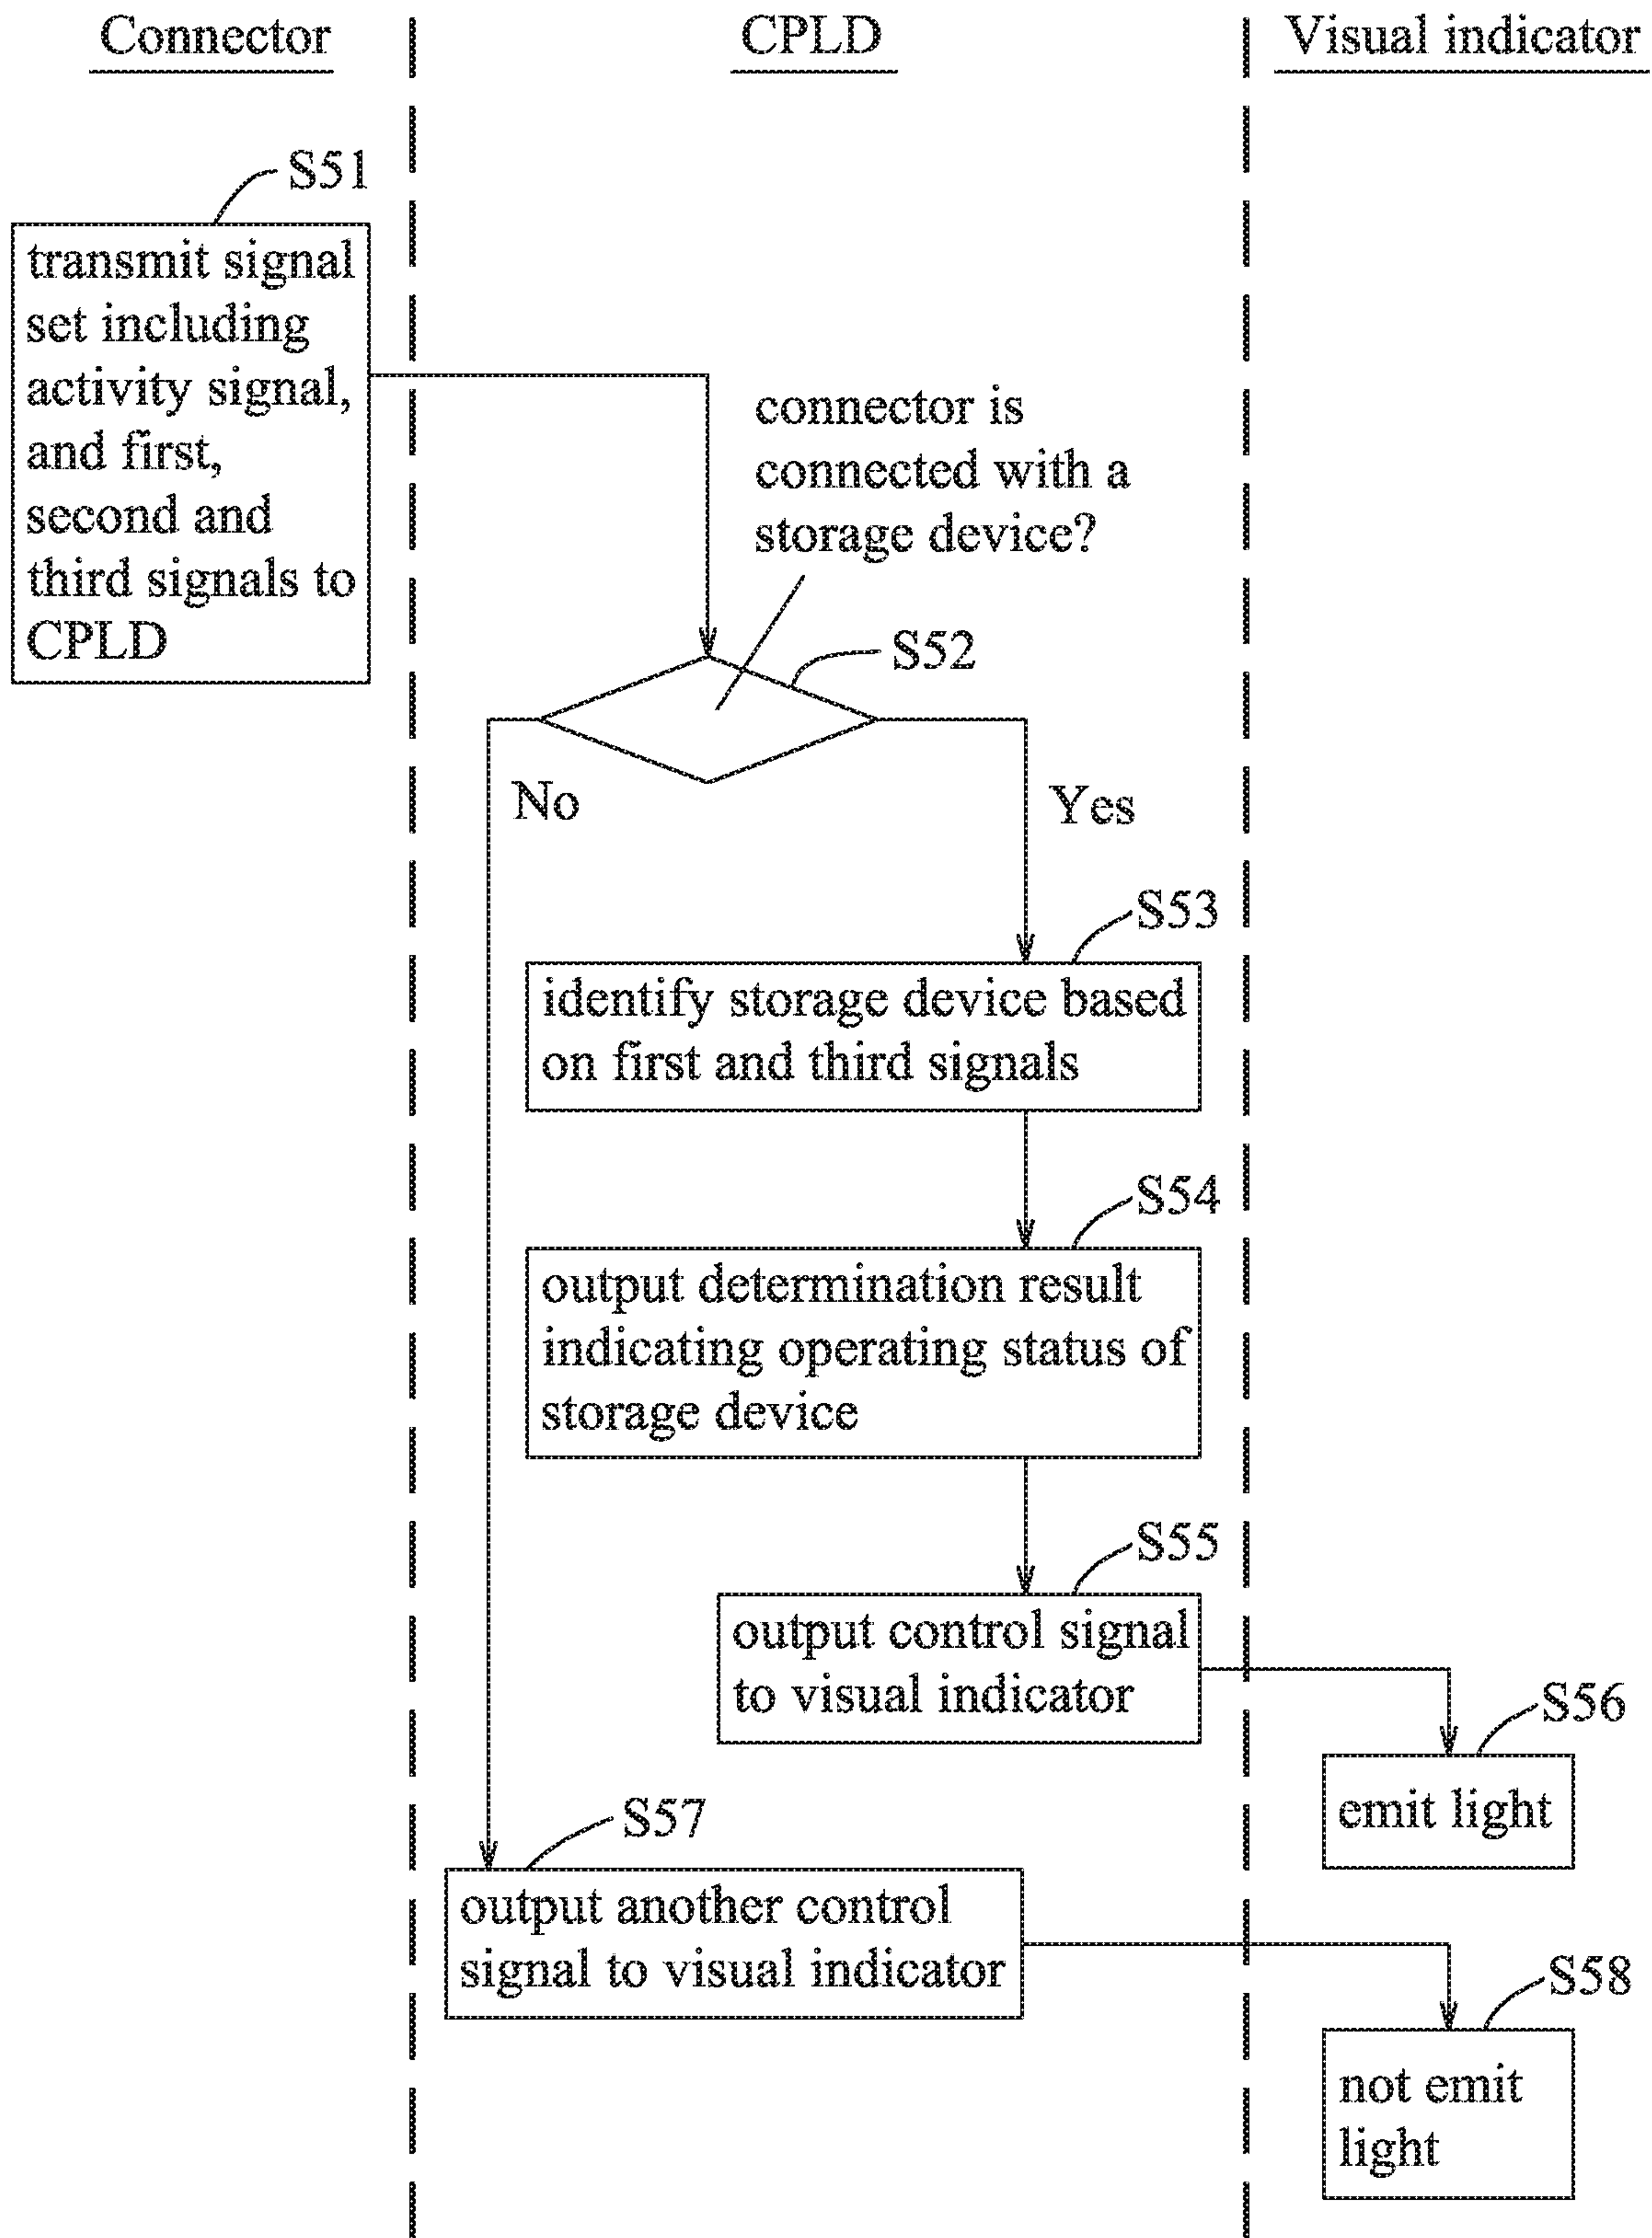 Connector
CPLD
Visual indicator
S51
transmit signal
set including
activity signal,
and first,
second and
third signals to
CPLD
connector is
connected with a
storage device?
S52
No
Yes
S53
identify storage device based
on first and third signals
S54
output determination result
indicating operating status of
storage device
S55
output control signal
to visual indicator
S56
emit light
S57
output another control
signal to visual indicator
S58
not emit
light